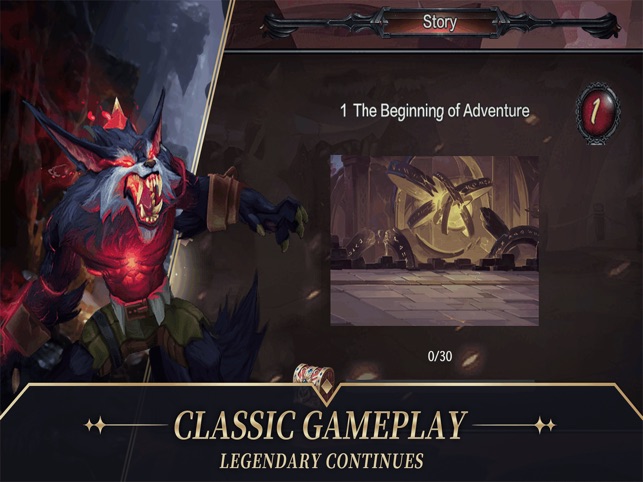 Story
1 The Beginning of Adventure
1
0/30
CLASSIC GAMEPLAY
LEGENDARY CONTINUES